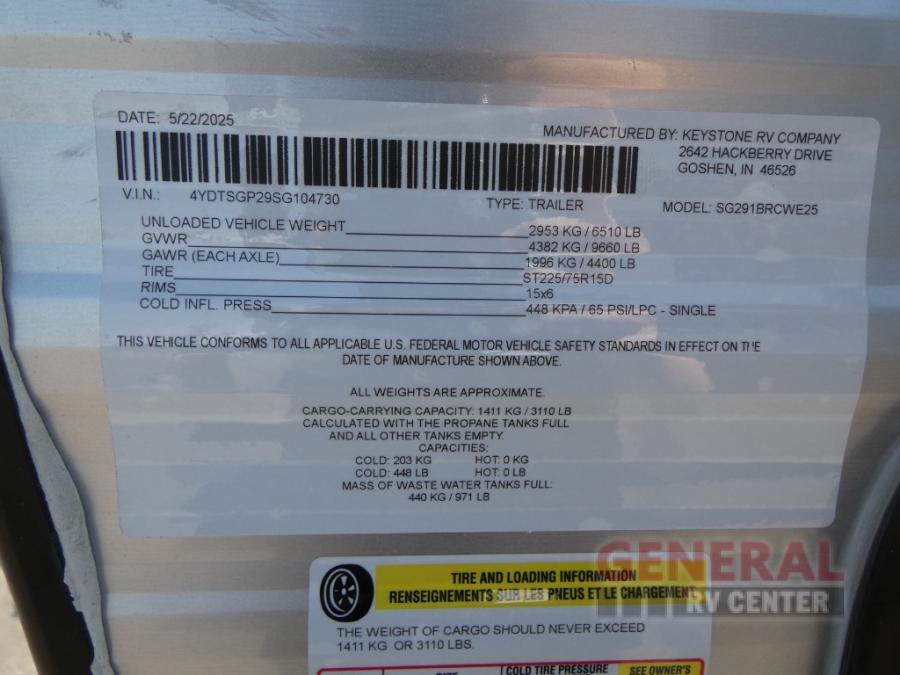 DATE: 5/22/2025
MANUFACTURED BY: KEYSTONE RV COMPANY
2642 HACKBERRY DRIVE
GOSHEN, IN 46526
V.I.N.: 4YDTSGP29SG104730 TYPE: TRAILER MODEL: SG291BRCWE25
UNLOADED VEHICLE WEIGHT 2953 KG / 6510 LB
GVWR 4382 KG / 9660 LB
GAWR (EACH AXLE) 1996 KG / 4400 LB
TIRE ST225/75R15D
RIMS 15x6
COLD INFL. PRESS 448 KPA / 65 PSI/LPC - SINGLE
THIS VEHICLE CONFORMS TO ALL APPLICABLE U.S. FEDERAL MOTOR VEHICLE SAFETY STANDARDS IN EFFECT ON THE
DATE OF MANUFACTURE SHOWN ABOVE.
ALL WEIGHTS ARE APPROXIMATE.
CARGO-CARRYING CAPACITY: 1411 KG / 3110 LB
CALCULATED WITH THE PROPANE TANKS FULL
AND ALL OTHER TANKS EMPTY.
CAPACITIES:
COLD: 203 KG HOT: 0 KG
COLD: 448 LB HOT: 0 LB
MASS OF WASTE WATER TANKS FULL:
440 KG / 971 LB
TIRE AND LOADING INFORMATION
RENSEIGNEMENTS SUR LES PNEUS ET LE CHARGEMENT
GENERAL
RV CENTER
THE WEIGHT OF CARGO SHOULD NEVER EXCEED
1411 KG OR 3110 LBS.
SIZE COLD TIRE PRESSURE SEE OWNER'S